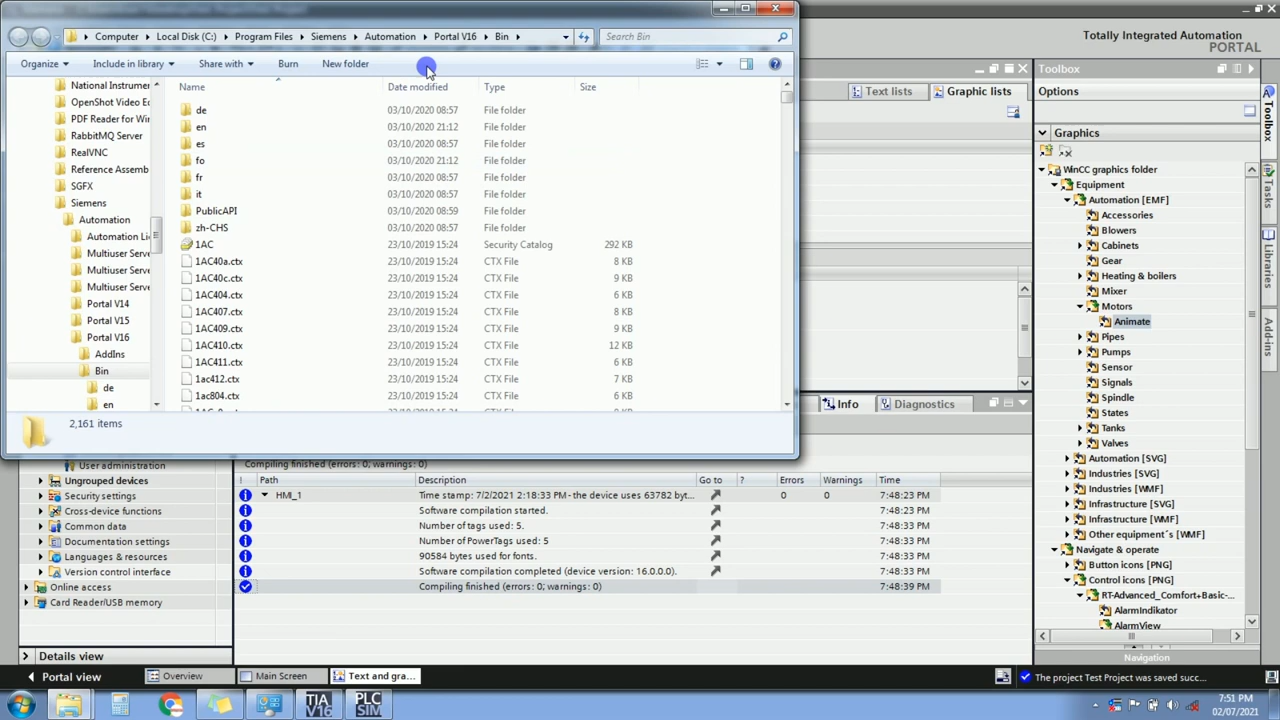 Computer Local Disk (C:) Program Files Siemens Automation Portal V16 Bin
Search Bin
Totally Integrated Automation
PORTAL
Organize Include in library Share with Burn New folder
Text lists Graphic lists
Toolbox
Options
Name Date modified Type Size
National Instrument
OpenShot Video Ed
PDF Reader for Win
RabbitMQ Server
RealVNC
Reference Assemb
SGFX
Siemens
Automation
Automation Li
Multiuser Serve
Multiuser Serve
Multiuser Serve
Portal V14
Portal V15
Portal V16
AddIns
Bin
de
en
de 03/10/2020 08:57 File folder
en 03/10/2020 21:12 File folder
es 03/10/2020 08:57 File folder
fo 03/10/2020 21:12 File folder
fr 03/10/2020 08:57 File folder
it 03/10/2020 08:57 File folder
PublicAPI 03/10/2020 08:59 File folder
zh-CHS 03/10/2020 08:57 File folder
1AC 23/10/2019 15:24 Security Catalog 292 KB
1AC40a.ctx 23/10/2019 15:24 CTX File 8 KB
1AC40c.ctx 23/10/2019 15:24 CTX File 9 KB
1AC404.ctx 23/10/2019 15:24 CTX File 6 KB
1AC407.ctx 23/10/2019 15:24 CTX File 8 KB
1AC409.ctx 23/10/2019 15:24 CTX File 9 KB
1AC410.ctx 23/10/2019 15:24 CTX File 12 KB
1AC411.ctx 23/10/2019 15:24 CTX File 6 KB
1ac412.ctx 23/10/2019 15:24 CTX File 7 KB
1ac804.ctx 23/10/2019 15:24 CTX File 6 KB
2,161 items
Graphics
WinCC graphics folder
Equipment
Automation [EMF]
Accessories
Blowers
Cabinets
Gear
Heating & boilers
Mixer
Motors
Animate
Pipes
Pumps
Sensor
Signals
Spindle
States
Tanks
Valves
Automation [SVG]
Industries [SVG]
Industries [WMF]
Infrastructure [SVG]
Infrastructure [WMF]
Other equipment´s [WMF]
Navigate & operate
Button icons [PNG]
Control icons [PNG]
RT-Advanced_Comfort+Basic-...
AlarmIndikator
AlarmView
Navigation
Toolbox
Tasks
Libraries
Add-ins
Info Diagnostics
User administration
Ungrouped devices
Security settings
Cross-device functions
Common data
Documentation settings
Languages & resources
Version control interface
Online access
Card Reader/USB memory
Details view
Compiling finished (errors: 0; warnings: 0)
! Path Description Go to ? Errors Warnings Time
HMI_1 Time stamp: 7/2/2021 2:18:33 PM - the device uses 63782 byt... 0 0 7:48:23 PM
Software compilation started. 7:48:23 PM
Number of tags used: 5. 7:48:33 PM
Number of PowerTags used: 5 7:48:33 PM
90584 bytes used for fonts. 7:48:33 PM
Software compilation completed (device version: 16.0.0.0). 7:48:33 PM
Compiling finished (errors: 0; warnings: 0) 7:48:39 PM
Portal view Overview Main Screen Text and gra...
The project Test Project was saved succ...
TIA V16
PLC SIM
7:51 PM
02/07/2021